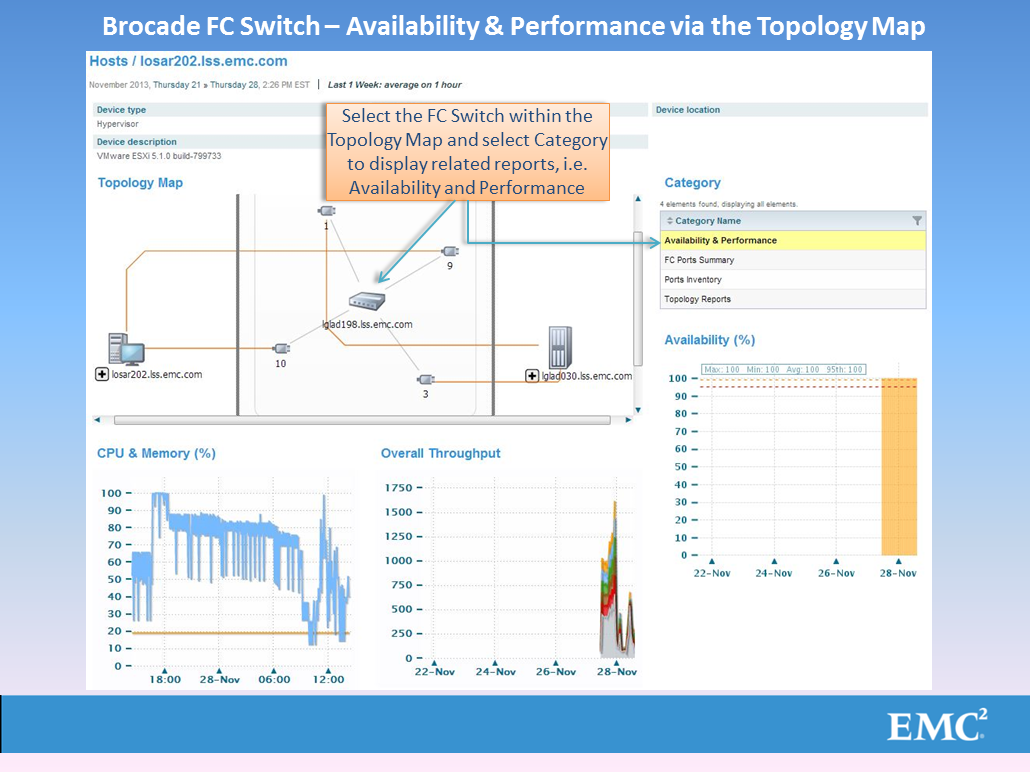 Brocade FC Switch – Availability & Performance via the Topology Map
Hosts / losar202.lss.emc.com
November 2013, Thursday 21 » Thursday 28, 2:26 PM EST | Last 1 Week: average on 1 hour
Device type
Hypervisor
Device description
VMware ESXi 5.1.0 build-799733
Device location
Select the FC Switch within the
Topology Map and select Category
to display related reports, i.e.
Availability and Performance
Topology Map
1
9
lglad198.lss.emc.com
10
3
losar202.lss.emc.com
lglad030.lss.emc.com
Category
4 elements found, displaying all elements.
Category Name
Availability & Performance
FC Ports Summary
Ports Inventory
Topology Reports
Availability (%)
Max: 100 Min: 100 Avg: 100 95th: 100
100
90
80
70
60
50
40
30
20
10
0
22-Nov 24-Nov 26-Nov 28-Nov
CPU & Memory (%)
100
90
80
70
60
50
40
30
20
10
0
18:00 28-Nov 06:00 12:00
Overall Throughput
1750
1500
1250
1000
750
500
250
0
22-Nov 24-Nov 26-Nov 28-Nov
EMC²